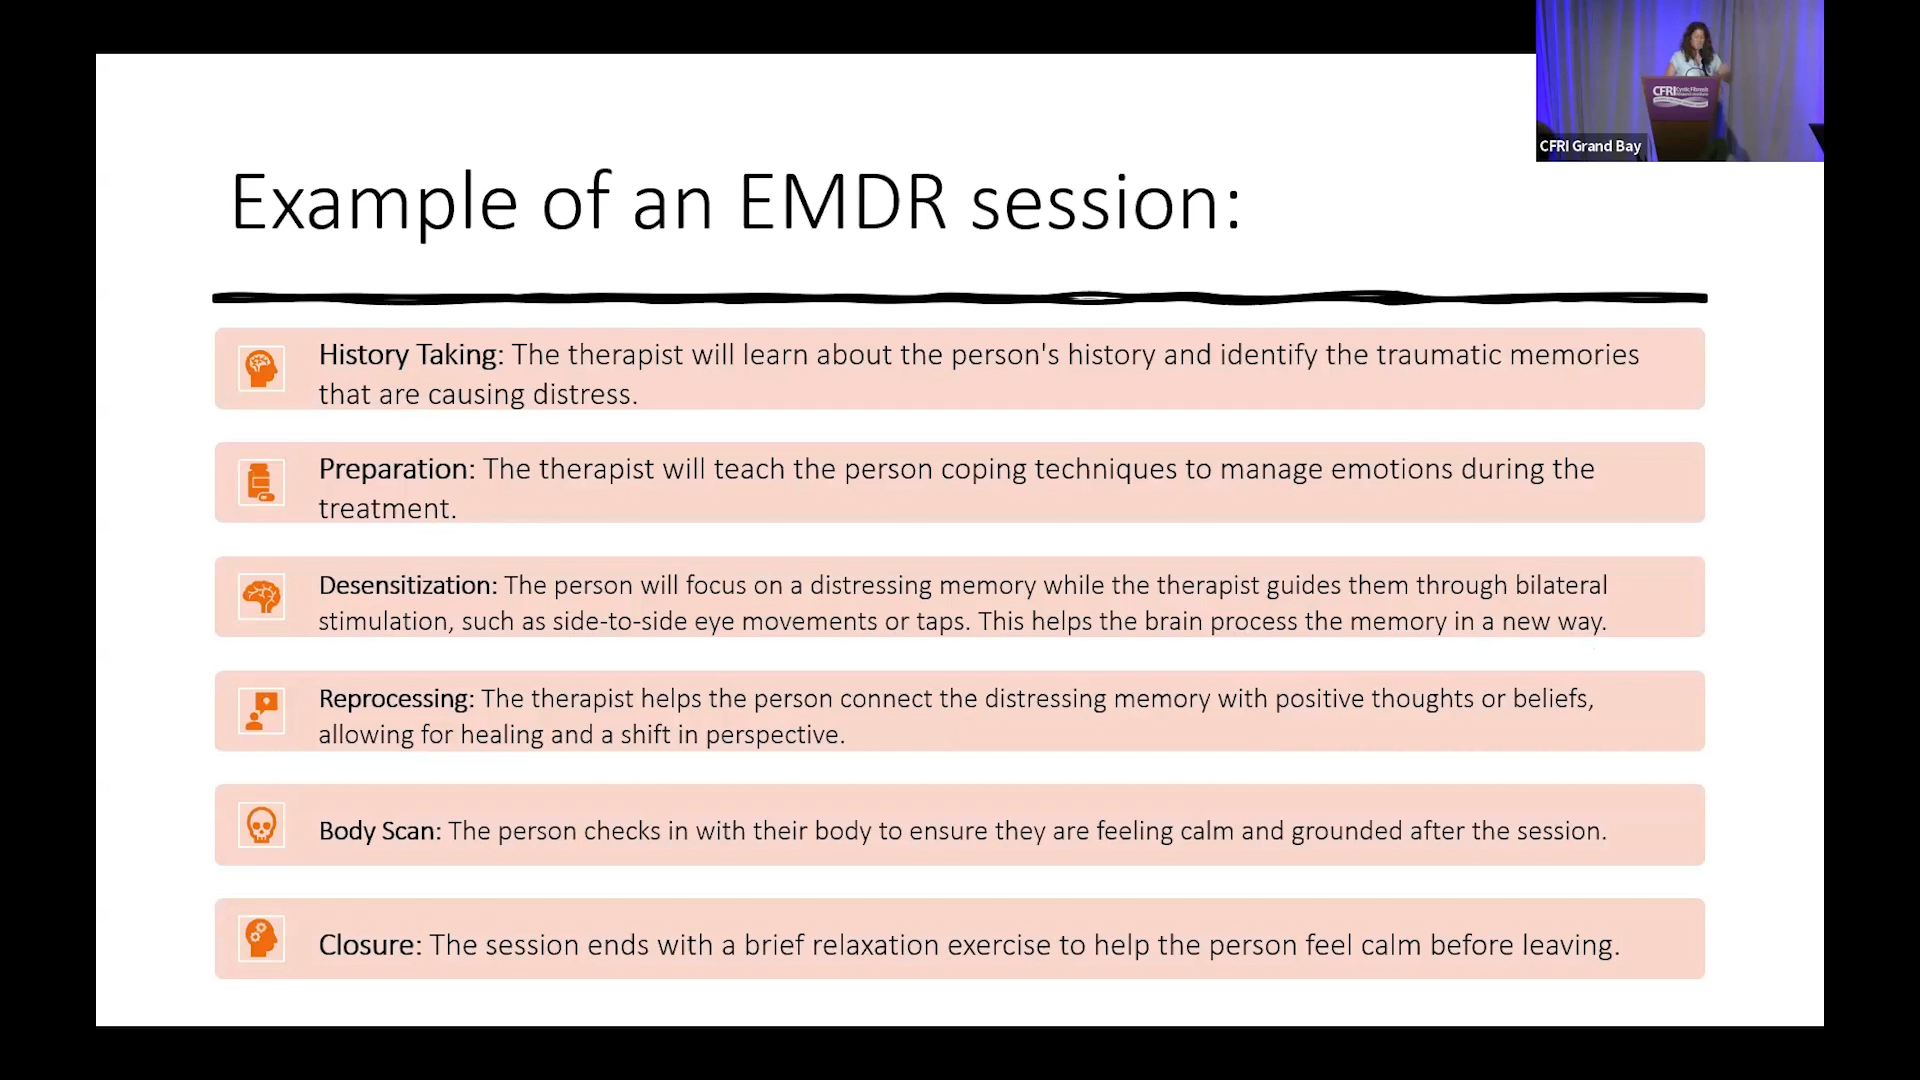 CFRI Cystic Fibrosis
CFRI Grand Bay
Example of an EMDR session:
History Taking: The therapist will learn about the person's history and identify the traumatic memories
that are causing distress.
Preparation: The therapist will teach the person coping techniques to manage emotions during the
treatment.
Desensitization: The person will focus on a distressing memory while the therapist guides them through bilateral
stimulation, such as side-to-side eye movements or taps. This helps the brain process the memory in a new way.
Reprocessing: The therapist helps the person connect the distressing memory with positive thoughts or beliefs,
allowing for healing and a shift in perspective.
Body Scan: The person checks in with their body to ensure they are feeling calm and grounded after the session.
Closure: The session ends with a brief relaxation exercise to help the person feel calm before leaving.